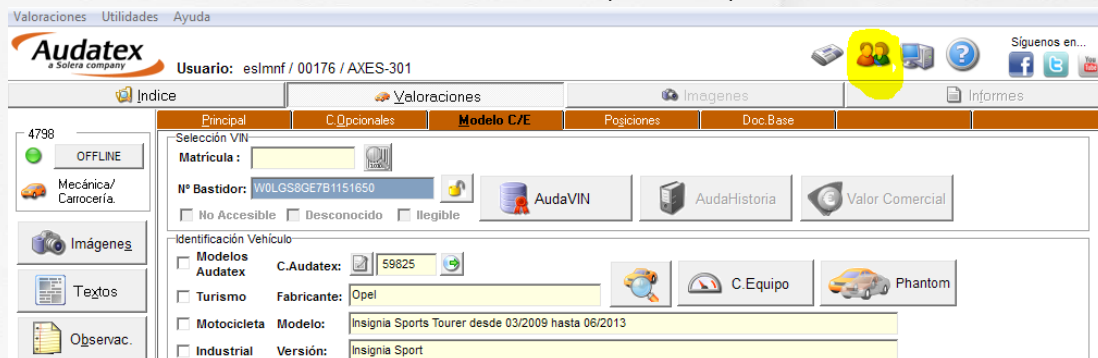 Valoraciones Utilidades Ayuda
Audatex
a Solera company
Usuario: eslmnf / 00176 / AXES-301
Síguenos en...
Indice
Valoraciones
Imagenes
Informes
Principal
C.Opcionales
Modelo C/E
Posiciones
Doc.Base
4798
OFFLINE
Mecánica/
Carrocería.
Imágenes
Textos
Observac.
Selección VIN
Matrícula :
Nº Bastidor: W0LGS8GE7B1151650
AudaVIN
AudaHistoria
Valor Comercial
No Accesible Desconocido Ilegible
Identificación Vehículo
Modelos
Audatex
C.Audatex: 59825
C.Equipo
Phantom
Turismo Fabricante: Opel
Motocicleta Modelo: Insignia Sports Tourer desde 03/2009 hasta 06/2013
Industrial Versión: Insignia Sport